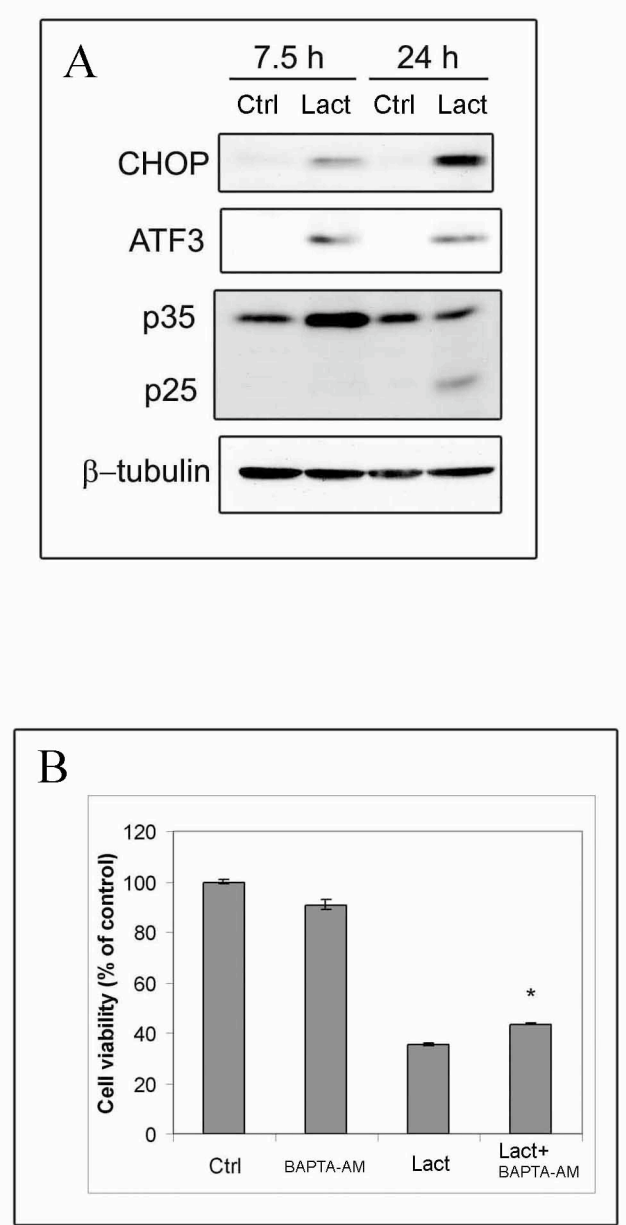 A
7.5 h 24 h
Ctrl Lact Ctrl Lact
CHOP
ATF3
p35
p25
β–tubulin
B
Cell viability (% of control)
120
100
80
60
40
20
0
*
Ctrl BAPTA-AM Lact Lact+
BAPTA-AM